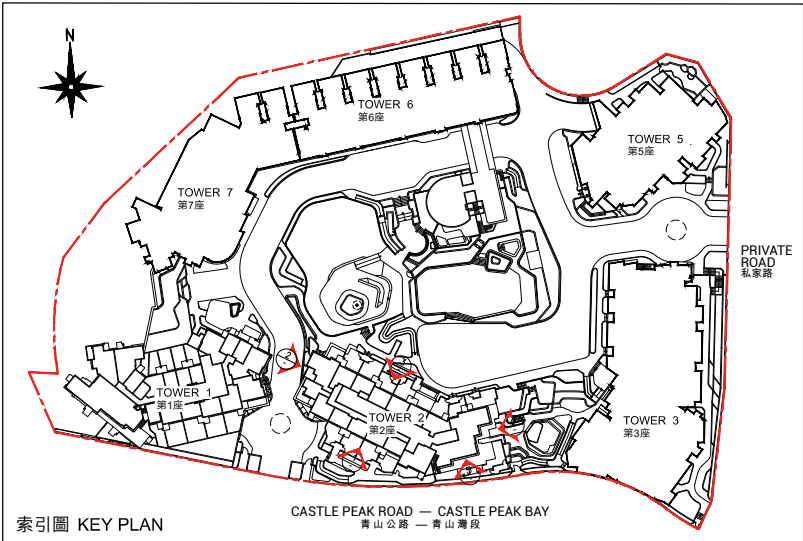 N
TOWER 6
第6座
TOWER 5
第5座
TOWER 7
第7座
PRIVATE
ROAD
私家路
2
TOWER 1
第1座
TOWER 2
第2座
TOWER 3
第3座
CASTLE PEAK ROAD — CASTLE PEAK BAY
青山公路 — 青山灣段
索引圖 KEY PLAN